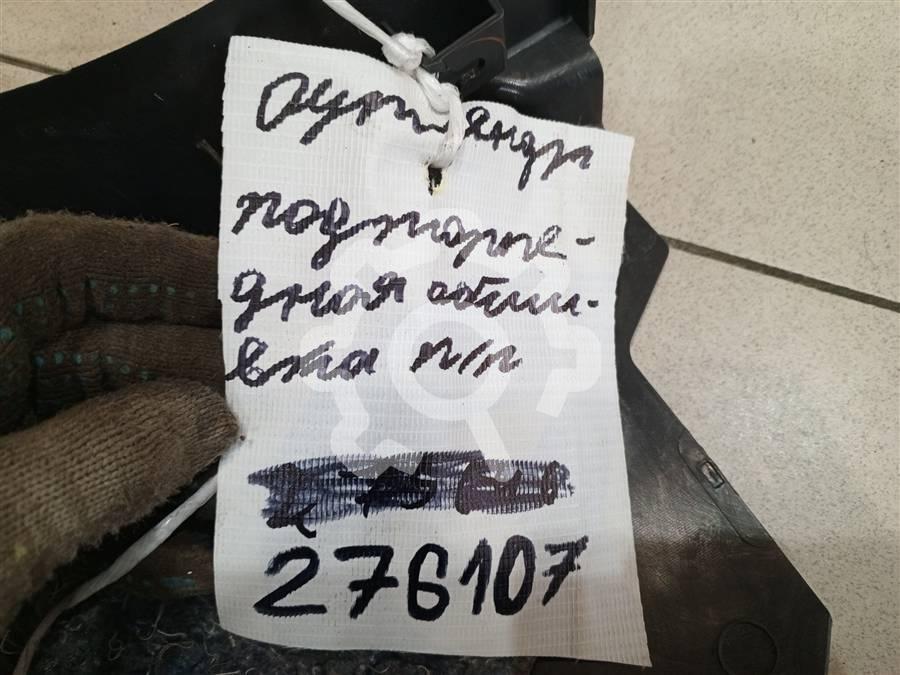 Аутлендр
подторпе-
дная обши-
вка п/л
276107